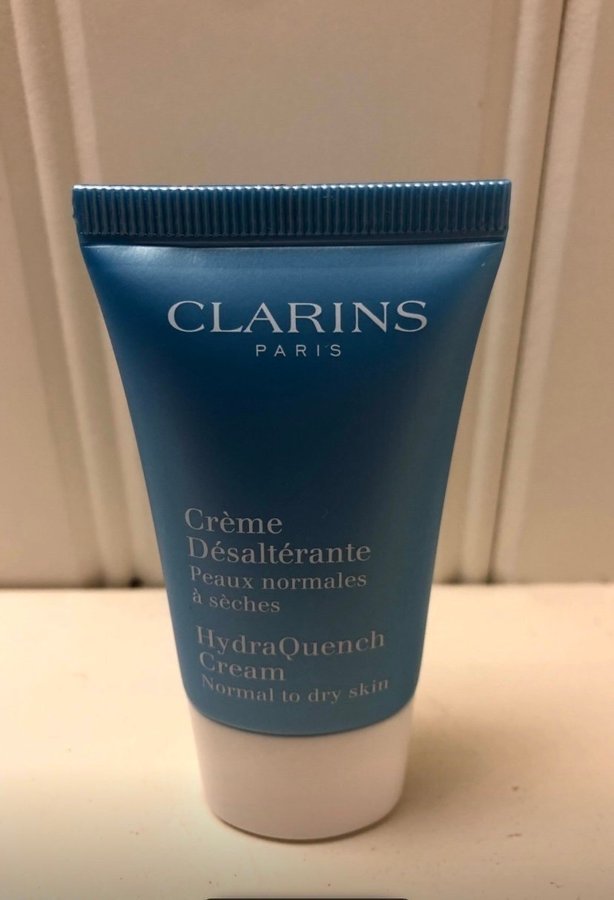 CLARINS
PARIS
Crème
Désaltérante
Peaux normales
à sèches
HydraQuench
Cream
Normal to dry skin